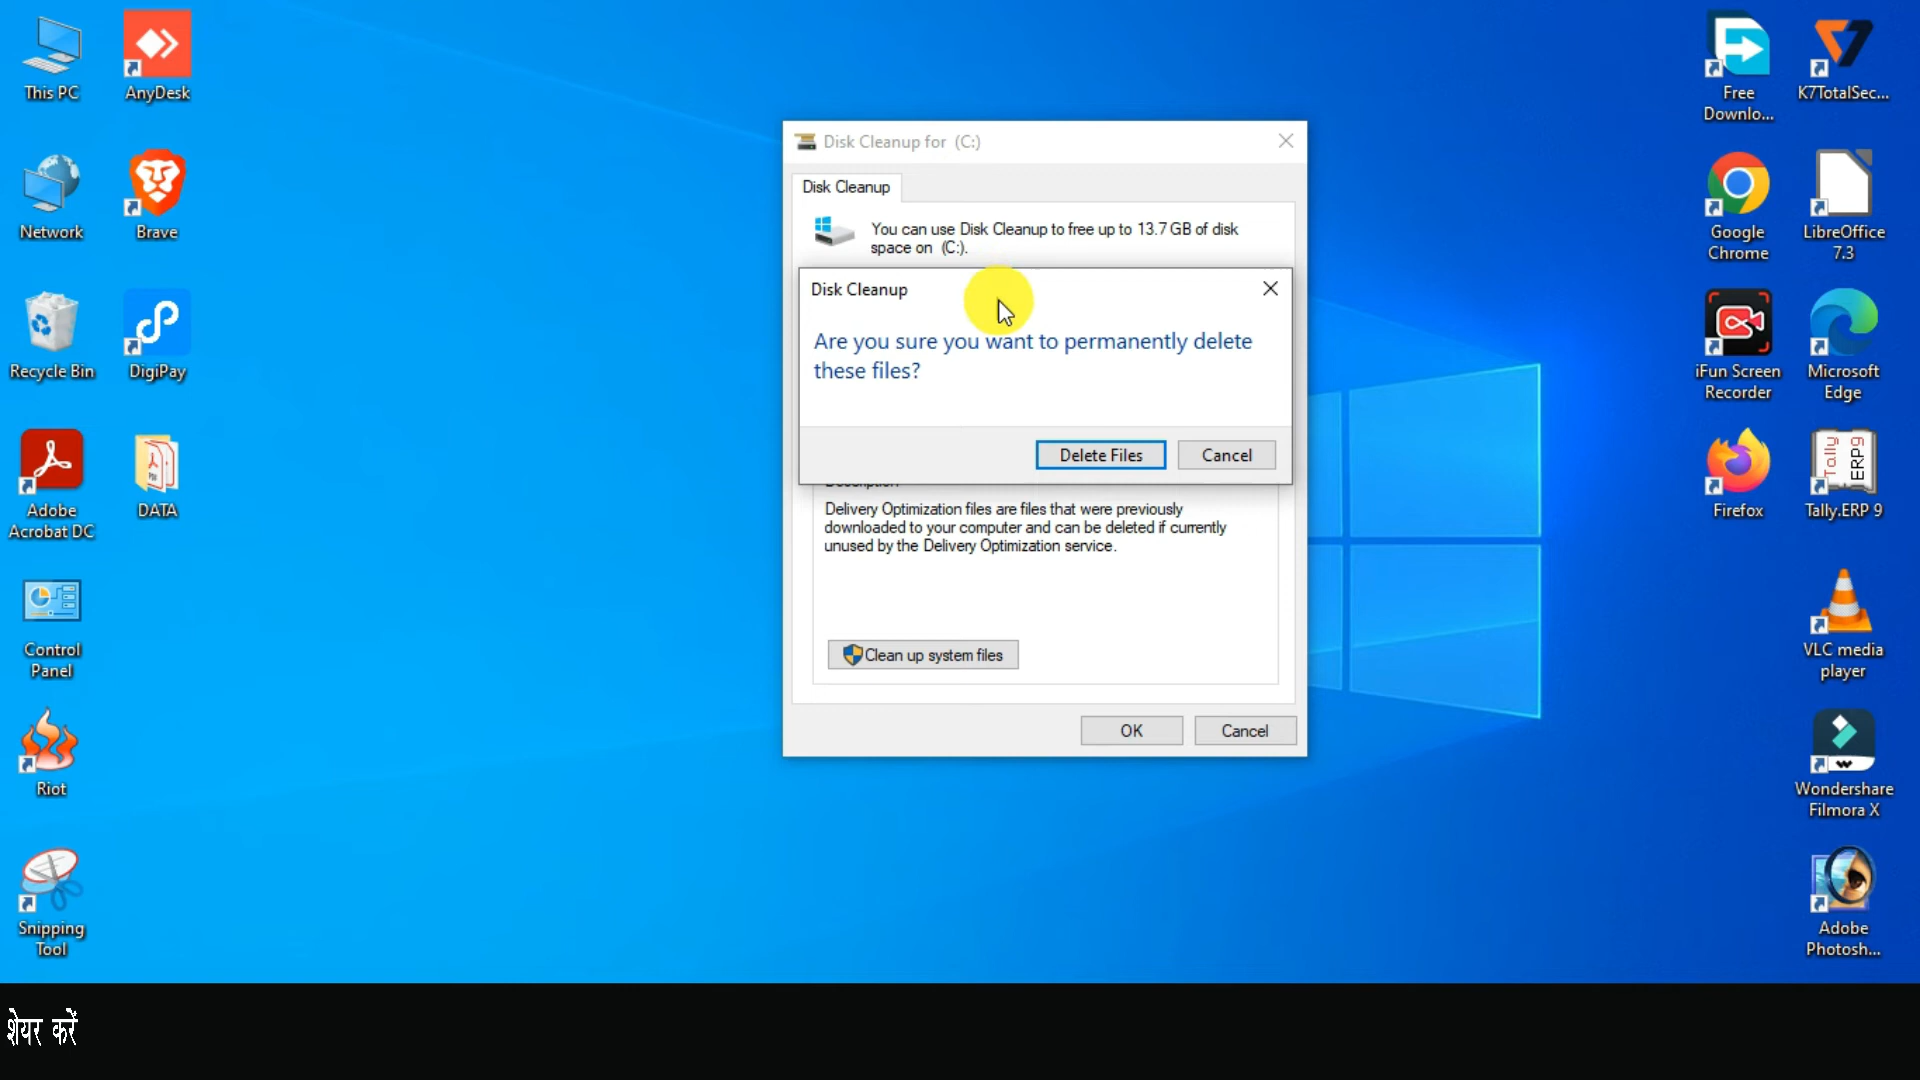 This PC
AnyDesk
Network
Brave
Recycle Bin
DigiPay
Adobe
Acrobat DC
DATA
Control
Panel
Riot
Snipping
Tool
Disk Cleanup for (C:)
Disk Cleanup
You can use Disk Cleanup to free up to 13.7 GB of disk
space on (C:).
Disk Cleanup
Are you sure you want to permanently delete
these files?
Delete Files
Cancel
Description
Delivery Optimization files are files that were previously
downloaded to your computer and can be deleted if currently
unused by the Delivery Optimization service.
Clean up system files
OK
Cancel
Free
Downlo...
K7TotalSec...
Google
Chrome
LibreOffice
7.3
iFun Screen
Recorder
Microsoft
Edge
Firefox
Tally
ERP9
Tally.ERP 9
VLC media
player
Wondershare
Filmora X
Adobe
Photosh...
शेयर करें